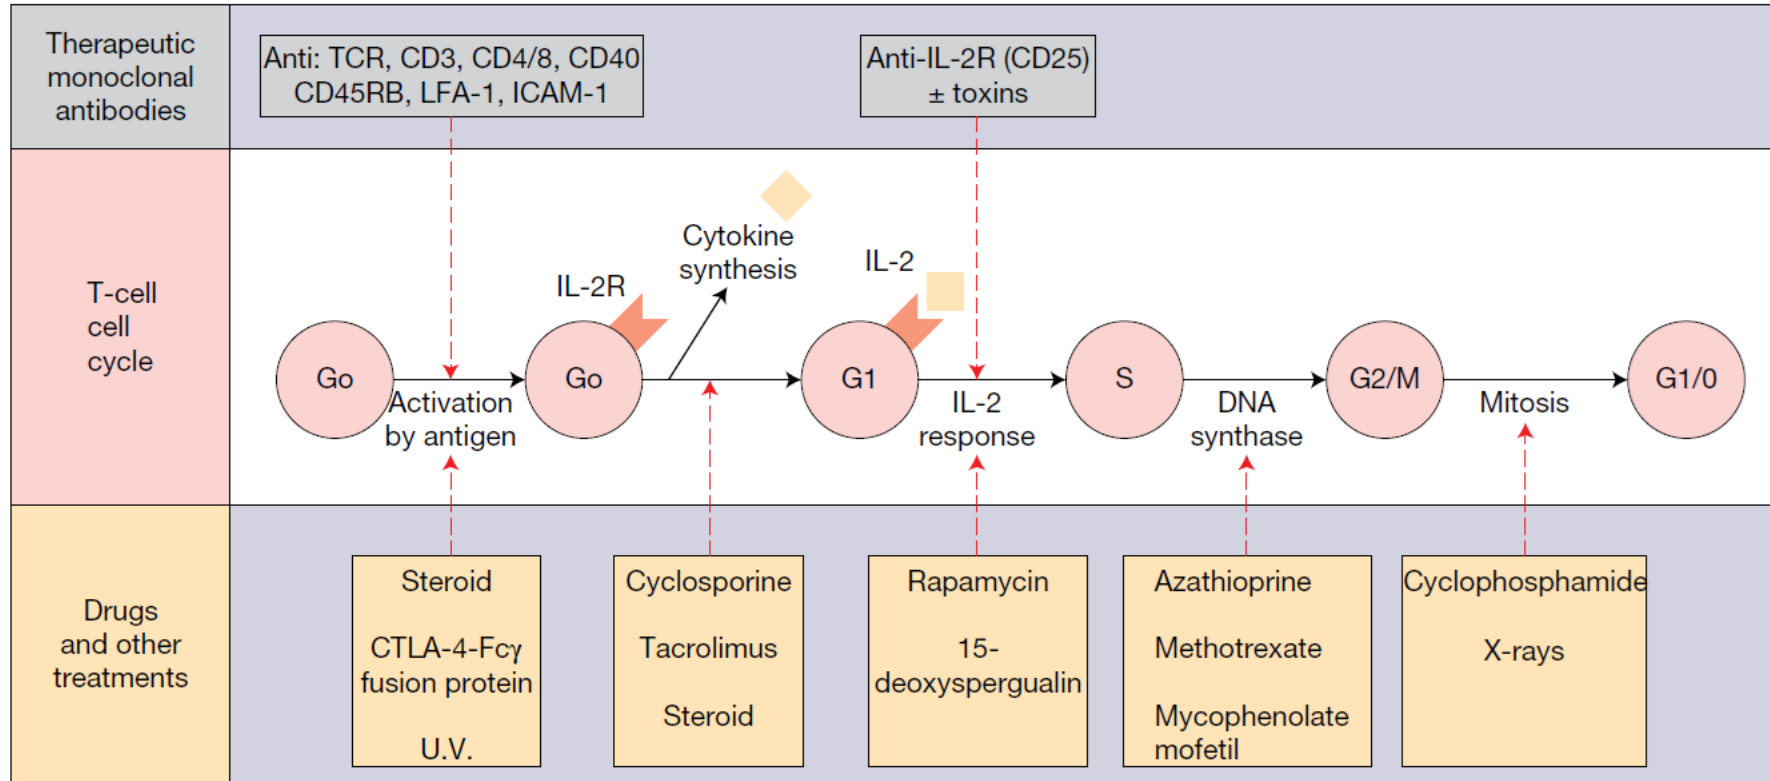 Therapeutic
monoclonal
antibodies
Anti: TCR, CD3, CD4/8, CD40
CD45RB, LFA-1, ICAM-1
Anti-IL-2R (CD25)
± toxins
T-cell
cell
cycle
Go
Activation
by antigen
IL-2R
Go
Cytokine
synthesis
G1
IL-2
IL-2
response
S
DNA
synthase
G2/M
Mitosis
G1/0
Drugs
and other
treatments
Steroid
CTLA-4-Fcγ
fusion protein
U.V.
Cyclosporine
Tacrolimus
Steroid
Rapamycin
15-
deoxyspergualin
Azathioprine
Methotrexate
Mycophenolate
mofetil
Cyclophosphamide
X-rays